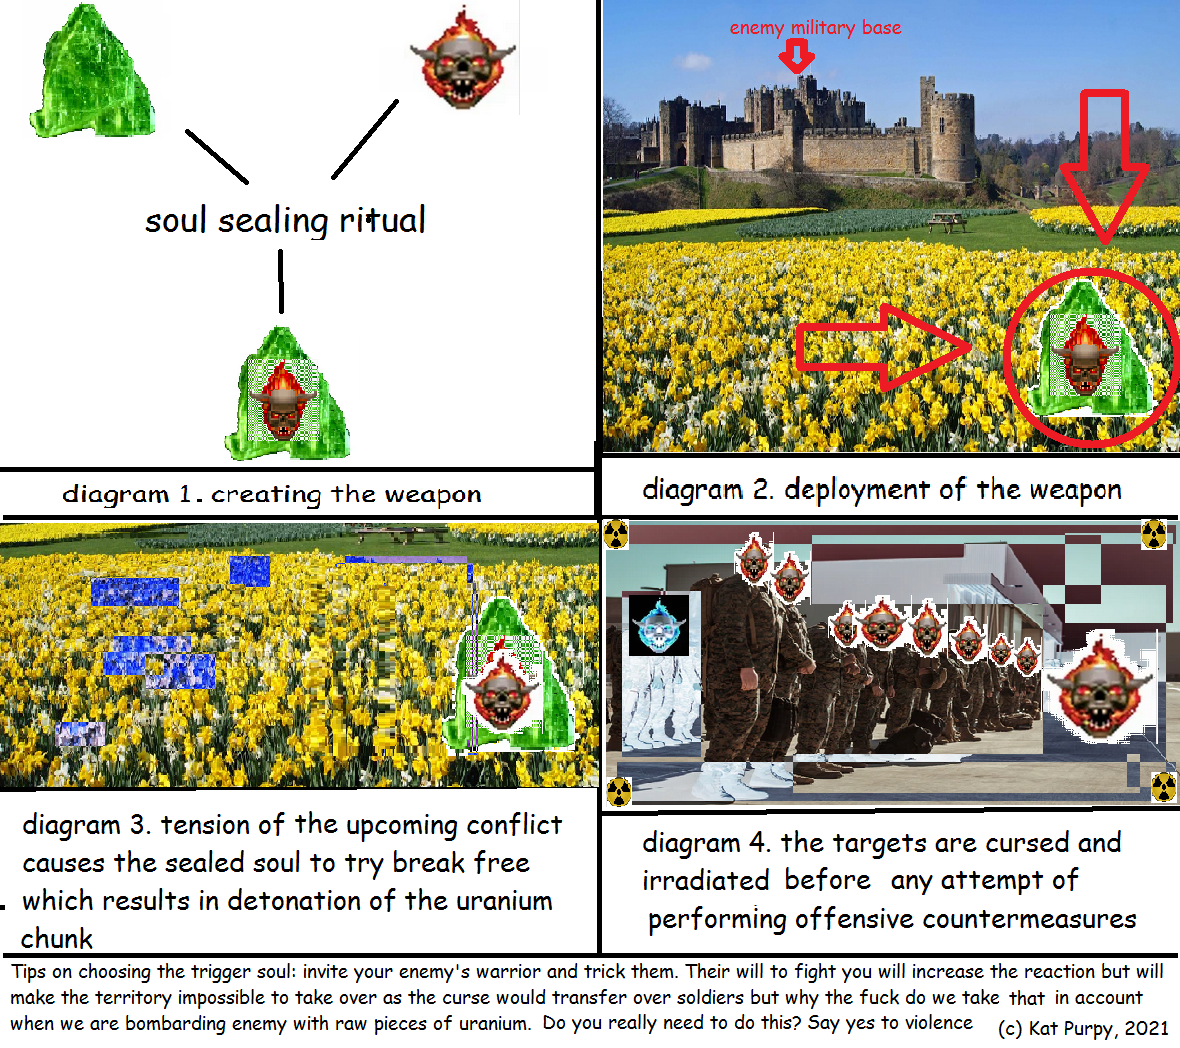 soul sealing ritual
diagram 1. creating the weapon
enemy military base
diagram 2. deployment of the weapon
diagram 3. tension of the upcoming conflict
causes the sealed soul to try break free
which results in detonation of the uranium
chunk
diagram 4. the targets are cursed and
irradiated before any attempt of
performing offensive countermeasures
Tips on choosing the trigger soul: invite your enemy's warrior and trick them. Their will to fight you will increase the reaction but will
make the territory impossible to take over as the curse would transfer over soldiers but why the fuck do we take that in account
when we are bombarding enemy with raw pieces of uranium. Do you really need to do this? Say yes to violence
(c) Kat Purpy, 2021